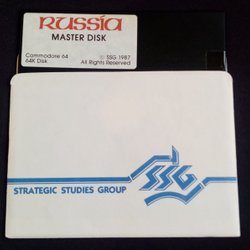 RUSSIA
MASTER DISK
Commodore 64
64K Disk
© SSG 1987
All Rights Reserved
SSG
STRATEGIC STUDIES GROUP